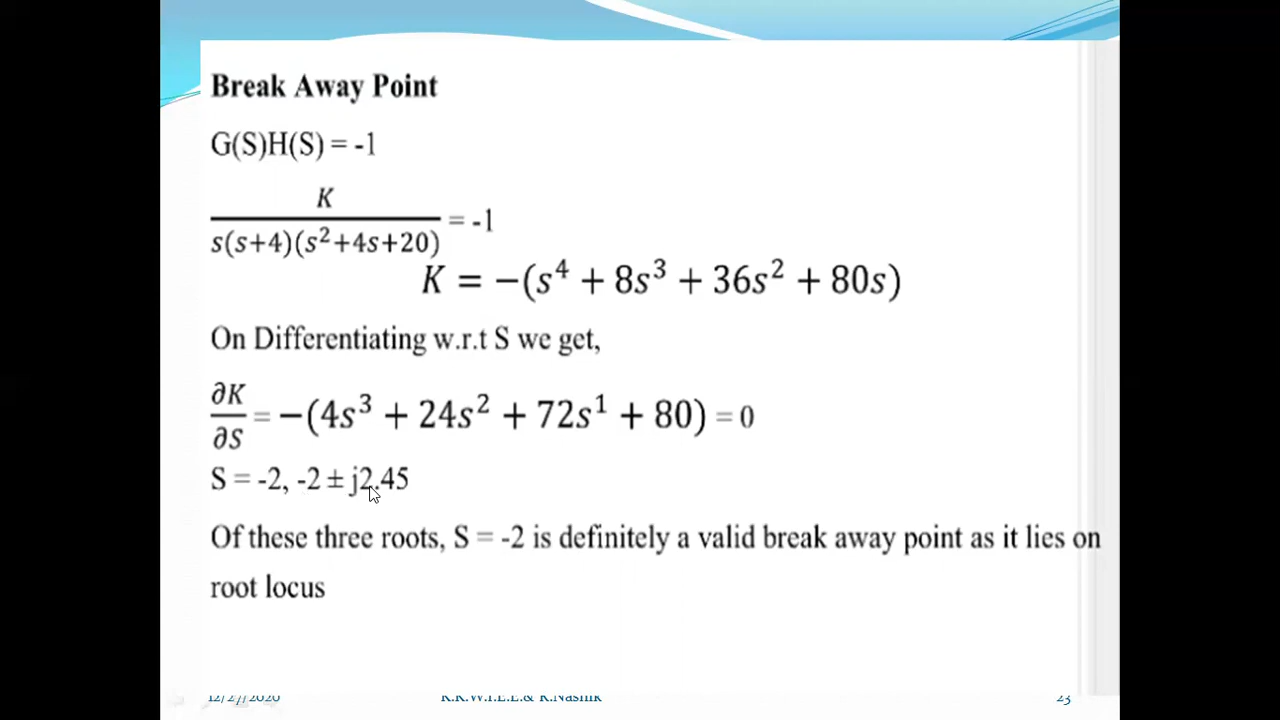 Break Away Point
G(S)H(S) = -1
K / s(s+4)(s²+4s+20) = -1
K = −(s⁴ + 8s³ + 36s² + 80s)
On Differentiating w.r.t S we get,
∂K/∂S = −(4s³ + 24s² + 72s¹ + 80) = 0
S = -2, -2 ± j2.45
Of these three roots, S = -2 is definitely a valid break away point as it lies on
root locus
12/27/2020 K.K.W.I.E.E.& R.Nashik 23